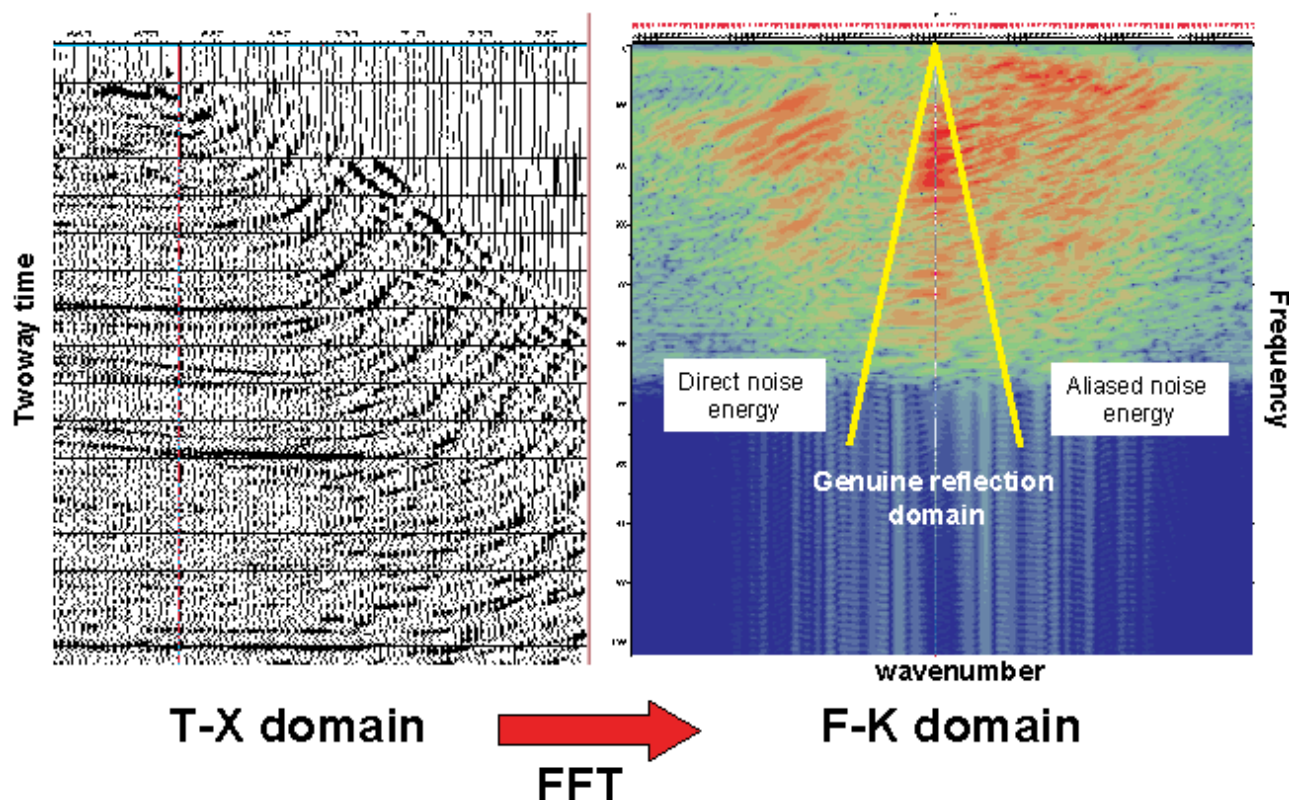 Twoway time
Direct noise
energy
Aliased noise
energy
Genuine reflection
domain
Frequency
wavenumber
T-X domain
F-K domain
FFT